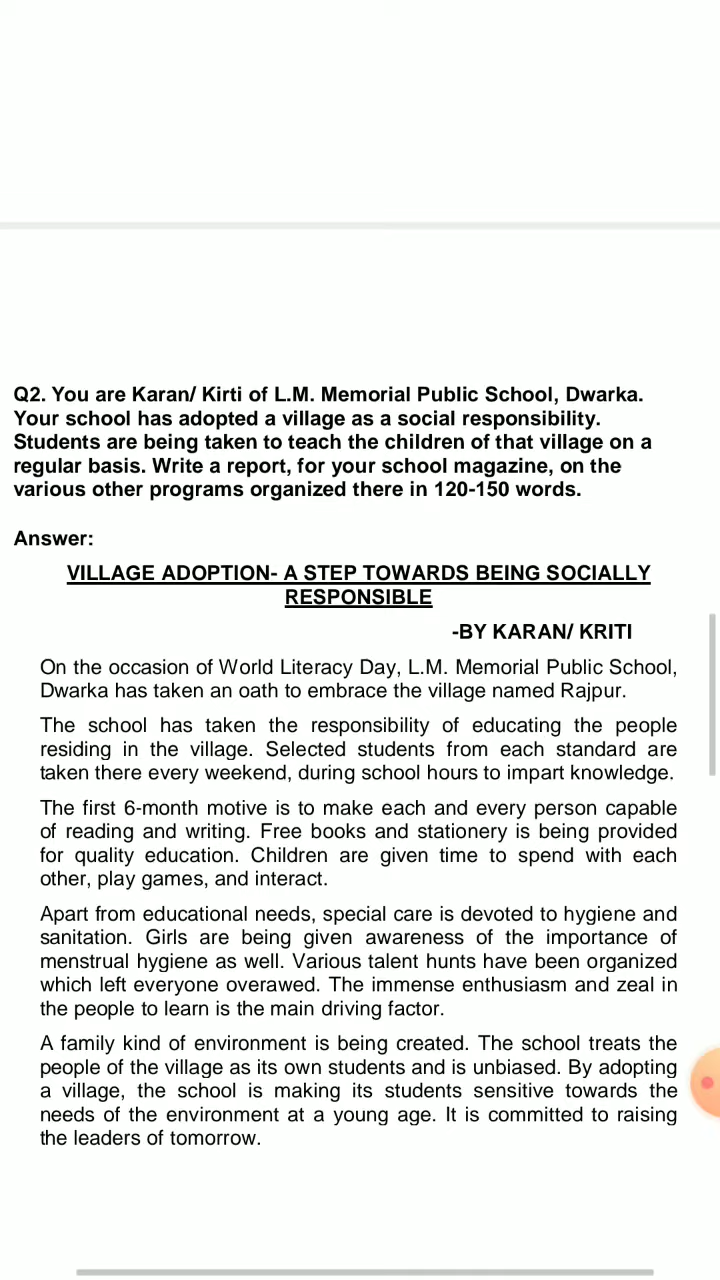 Q2. You are Karan/ Kirti of L.M. Memorial Public School, Dwarka.
Your school has adopted a village as a social responsibility.
Students are being taken to teach the children of that village on a
regular basis. Write a report, for your school magazine, on the
various other programs organized there in 120-150 words.
Answer:
VILLAGE ADOPTION- A STEP TOWARDS BEING SOCIALLY
RESPONSIBLE
-BY KARAN/ KRITI
On the occasion of World Literacy Day, L.M. Memorial Public School,
Dwarka has taken an oath to embrace the village named Rajpur.
The school has taken the responsibility of educating the people
residing in the village. Selected students from each standard are
taken there every weekend, during school hours to impart knowledge.
The first 6-month motive is to make each and every person capable
of reading and writing. Free books and stationery is being provided
for quality education. Children are given time to spend with each
other, play games, and interact.
Apart from educational needs, special care is devoted to hygiene and
sanitation. Girls are being given awareness of the importance of
menstrual hygiene as well. Various talent hunts have been organized
which left everyone overawed. The immense enthusiasm and zeal in
the people to learn is the main driving factor.
A family kind of environment is being created. The school treats the
people of the village as its own students and is unbiased. By adopting
a village, the school is making its students sensitive towards the
needs of the environment at a young age. It is committed to raising
the leaders of tomorrow.